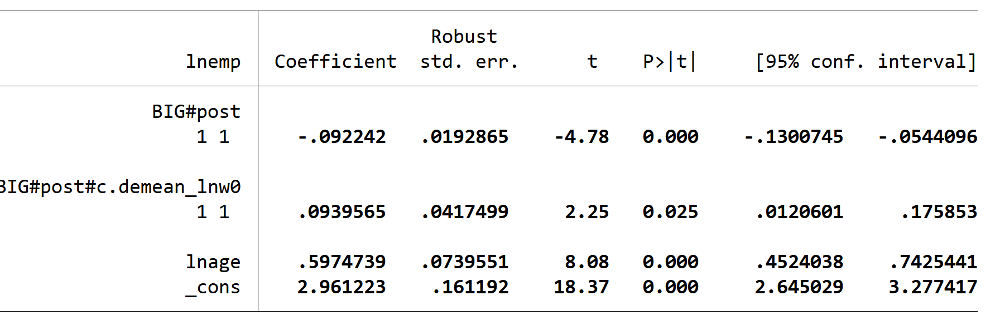 Robust
lnemp Coefficient std. err. t P>|t| [95% conf. interval]
BIG#post
1 1 -.092242 .0192865 -4.78 0.000 -.1300745 -.0544096
BIG#post#c.demean_lnw0
1 1 .0939565 .0417499 2.25 0.025 .0120601 .175853
lnage .5974739 .0739551 8.08 0.000 .4524038 .7425441
_cons 2.961223 .161192 18.37 0.000 2.645029 3.277417